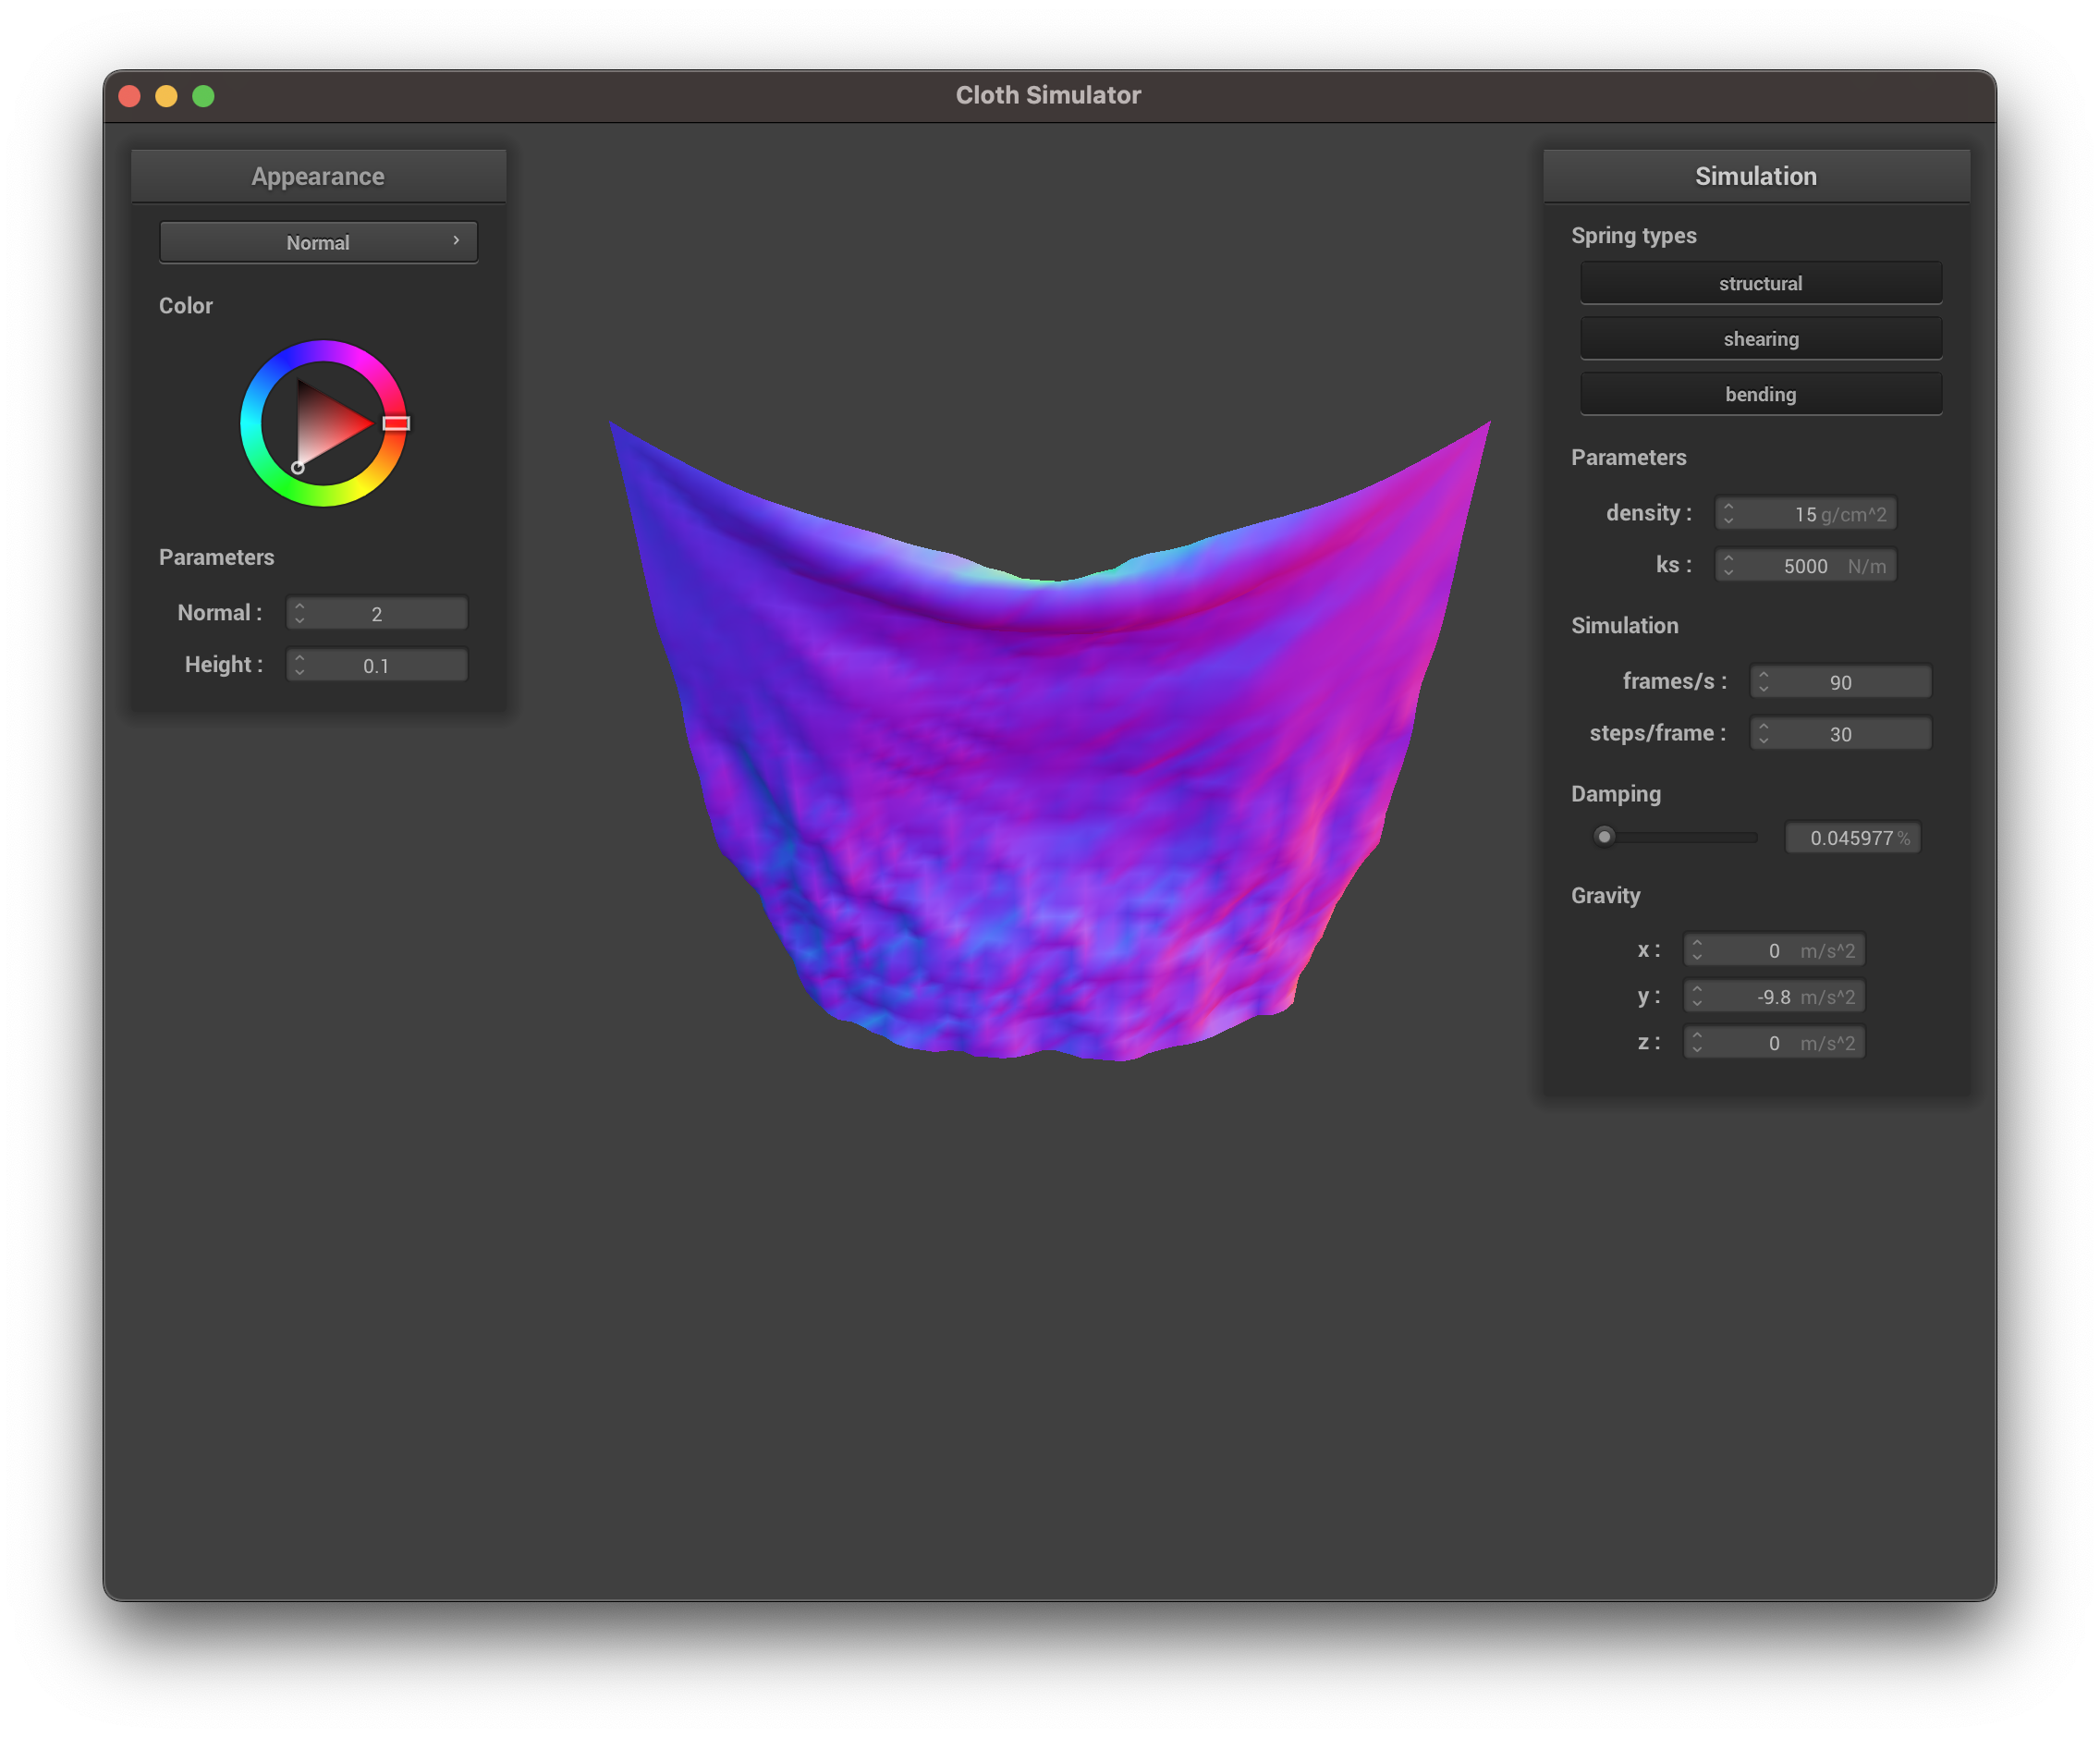 Cloth Simulator
Appearance
Normal
Color
Parameters
Normal : 2
Height : 0.1
Simulation
Spring types
structural
shearing
bending
Parameters
density : 15 g/cm^2
ks : 5000 N/m
Simulation
frames/s : 90
steps/frame : 30
Damping
0.045977 %
Gravity
x : 0 m/s^2
y : -9.8 m/s^2
z : 0 m/s^2